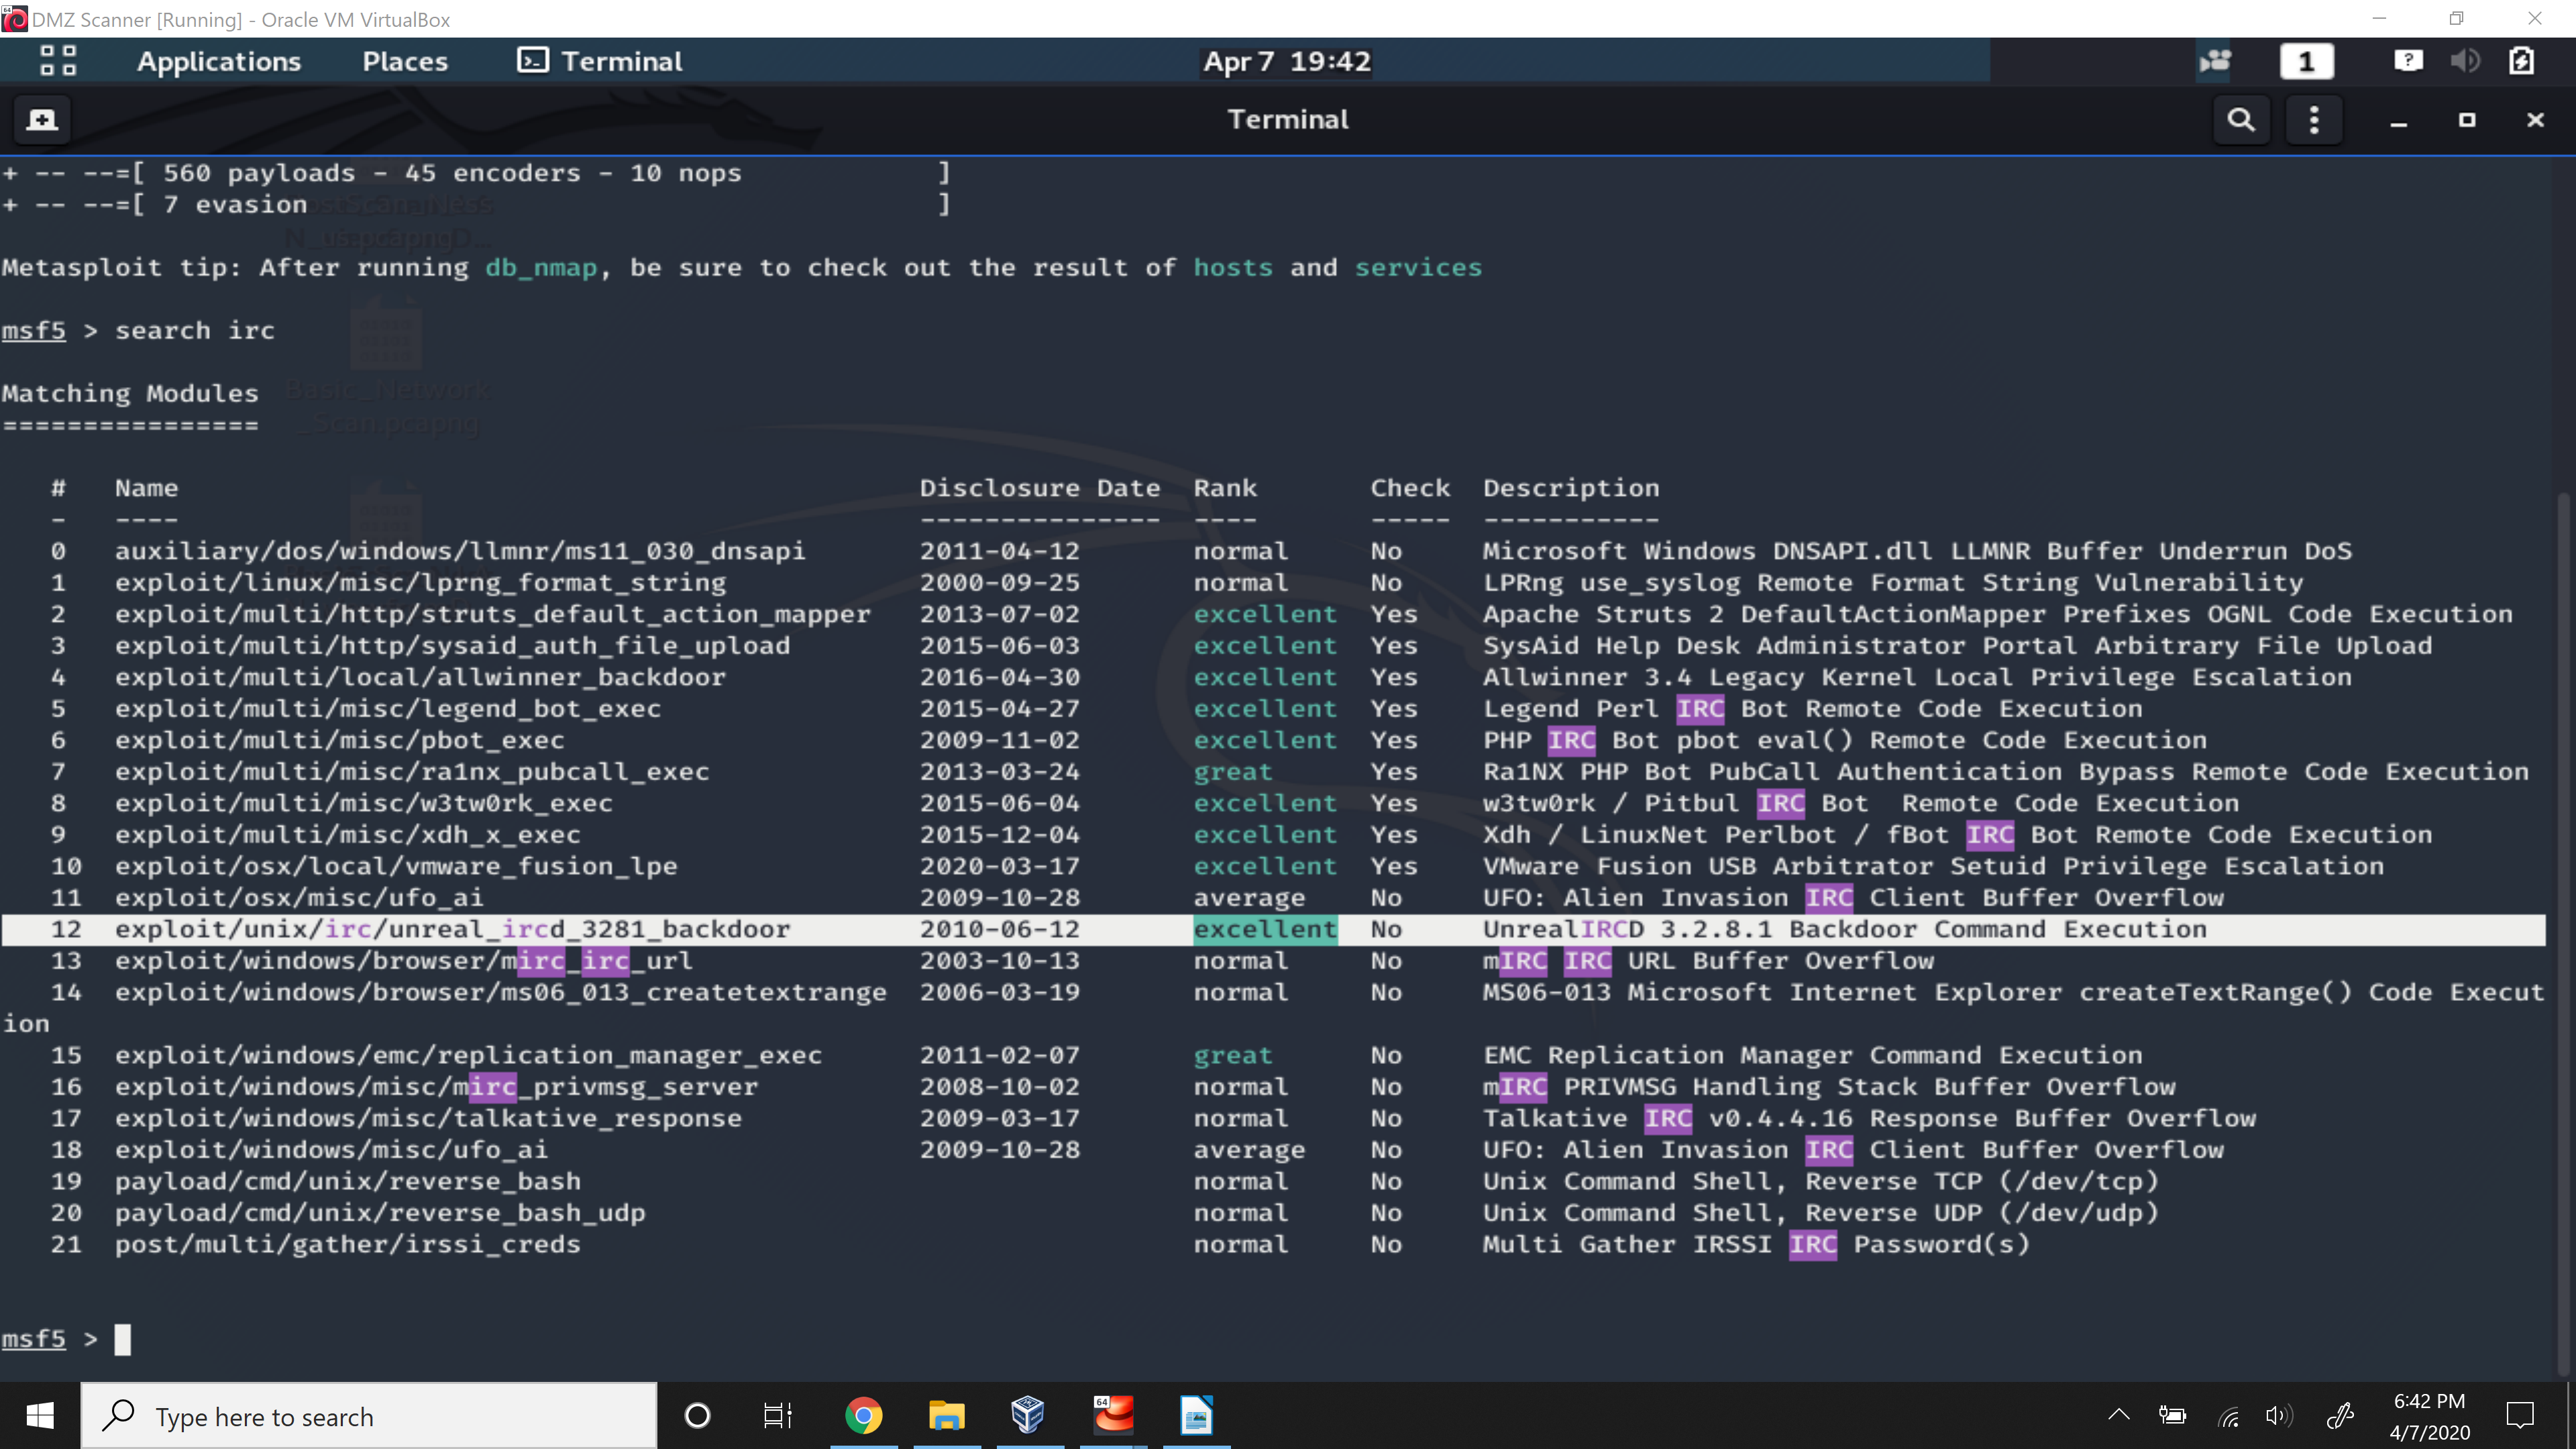 DMZ Scanner [Running] - Oracle VM VirtualBox
Applications Places Terminal Apr 7 19:42 1
Terminal
+ -- --=[ 560 payloads - 45 encoders - 10 nops ]
+ -- --=[ 7 evasion ]
Metasploit tip: After running db_nmap, be sure to check out the result of hosts and services
msf5 > search irc
Matching Modules
================
Basic_Network
_Scan.pcapng
# Name Disclosure Date Rank Check Description
- ---- --------------- ---- ----- -----------
0 auxiliary/dos/windows/llmnr/ms11_030_dnsapi 2011-04-12 normal No Microsoft Windows DNSAPI.dll LLMNR Buffer Underrun DoS
1 exploit/linux/misc/lprng_format_string 2000-09-25 normal No LPRng use_syslog Remote Format String Vulnerability
2 exploit/multi/http/struts_default_action_mapper 2013-07-02 excellent Yes Apache Struts 2 DefaultActionMapper Prefixes OGNL Code Execution
3 exploit/multi/http/sysaid_auth_file_upload 2015-06-03 excellent Yes SysAid Help Desk Administrator Portal Arbitrary File Upload
4 exploit/multi/local/allwinner_backdoor 2016-04-30 excellent Yes Allwinner 3.4 Legacy Kernel Local Privilege Escalation
5 exploit/multi/misc/legend_bot_exec 2015-04-27 excellent Yes Legend Perl IRC Bot Remote Code Execution
6 exploit/multi/misc/pbot_exec 2009-11-02 excellent Yes PHP IRC Bot pbot eval() Remote Code Execution
7 exploit/multi/misc/ra1nx_pubcall_exec 2013-03-24 great Yes Ra1NX PHP Bot PubCall Authentication Bypass Remote Code Execution
8 exploit/multi/misc/w3tw0rk_exec 2015-06-04 excellent Yes w3tw0rk / Pitbul IRC Bot Remote Code Execution
9 exploit/multi/misc/xdh_x_exec 2015-12-04 excellent Yes Xdh / LinuxNet Perlbot / fBot IRC Bot Remote Code Execution
10 exploit/osx/local/vmware_fusion_lpe 2020-03-17 excellent Yes VMware Fusion USB Arbitrator Setuid Privilege Escalation
11 exploit/osx/misc/ufo_ai 2009-10-28 average No UFO: Alien Invasion IRC Client Buffer Overflow
12 exploit/unix/irc/unreal_ircd_3281_backdoor 2010-06-12 excellent No UnrealIRCD 3.2.8.1 Backdoor Command Execution
13 exploit/windows/browser/mirc_irc_url 2003-10-13 normal No mIRC IRC URL Buffer Overflow
14 exploit/windows/browser/ms06_013_createtextrange 2006-03-19 normal No MS06-013 Microsoft Internet Explorer createTextRange() Code Execut
ion
15 exploit/windows/emc/replication_manager_exec 2011-02-07 great No EMC Replication Manager Command Execution
16 exploit/windows/misc/mirc_privmsg_server 2008-10-02 normal No mIRC PRIVMSG Handling Stack Buffer Overflow
17 exploit/windows/misc/talkative_response 2009-03-17 normal No Talkative IRC v0.4.4.16 Response Buffer Overflow
18 exploit/windows/misc/ufo_ai 2009-10-28 average No UFO: Alien Invasion IRC Client Buffer Overflow
19 payload/cmd/unix/reverse_bash normal No Unix Command Shell, Reverse TCP (/dev/tcp)
20 payload/cmd/unix/reverse_bash_udp normal No Unix Command Shell, Reverse UDP (/dev/udp)
21 post/multi/gather/irssi_creds normal No Multi Gather IRSSI IRC Password(s)
msf5 >
Type here to search
6:42 PM
4/7/2020